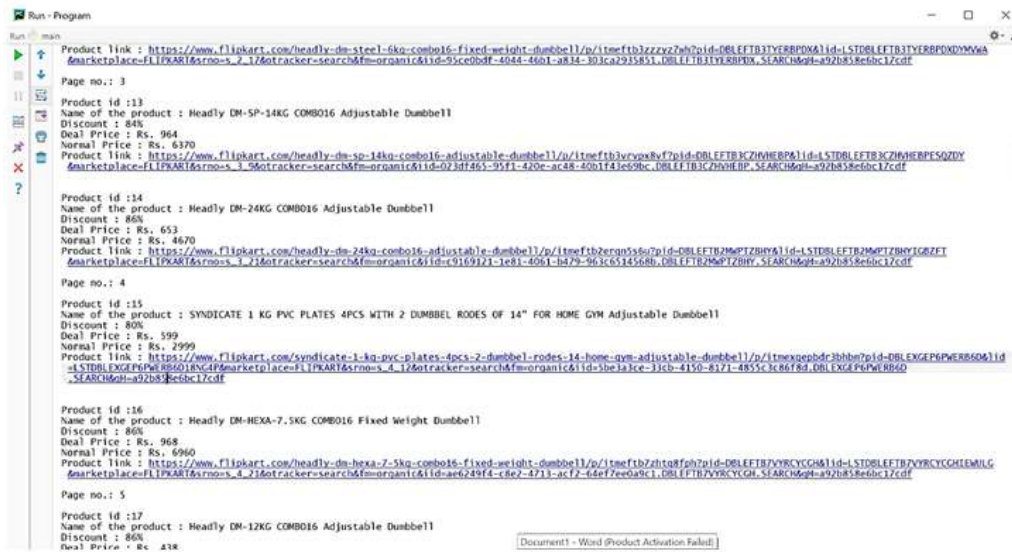 Run - Program
Run main
Product link : https://www.flipkart.com/headly-dm-steel-6kg-combo16-fixed-weight-dumbbell/p/itmeftb3zzzyz7wh?pid=DBLEFTB3TYERBPDX&lid=LSTDBLEFTB3TYERBPDXDYMVWA
&marketplace=FLIPKART&srno=s_2_17&otracker=search&fm=organic&iid=95ce0bdf-4044-46b1-a834-303ca2935851.DBLEFTB3TYERBPDX.SEARCH&qH=a92b858e6bc17cdf
Page no.: 3
Product id :13
Name of the product : Headly DM-SP-14KG COMBO16 Adjustable Dumbbell
Discount : 84%
Deal Price : Rs. 964
Normal Price : Rs. 6370
Product link : https://www.flipkart.com/headly-dm-sp-14kg-combo16-adjustable-dumbbell/p/itmeftb3vrvpx8vf?pid=DBLEFTB3CZHVHEBP&lid=LSTDBLEFTB3CZHVHEBPESQZDY
&marketplace=FLIPKART&srno=s_3_9&otracker=search&fm=organic&iid=023df465-95f1-420e-ac48-40b1f43e69bc.DBLEFTB3CZHVHEBP.SEARCH&qH=a92b858e6bc17cdf
Product id :14
Name of the product : Headly DM-24KG COMBO16 Adjustable Dumbbell
Discount : 86%
Deal Price : Rs. 653
Normal Price : Rs. 4670
Product link : https://www.flipkart.com/headly-dm-24kg-combo16-adjustable-dumbbell/p/itmeftb2erqn5s6u?pid=DBLEFTB2MWPTZBHY&lid=LSTDBLEFTB2MWPTZBHYIGBZFT
&marketplace=FLIPKART&srno=s_3_21&otracker=search&fm=organic&iid=c9169121-1e81-4061-b479-963c6514568b.DBLEFTB2MWPTZBHY.SEARCH&qH=a92b858e6bc17cdf
Page no.: 4
Product id :15
Name of the product : SYNDICATE 1 KG PVC PLATES 4PCS WITH 2 DUMBBEL RODES OF 14" FOR HOME GYM Adjustable Dumbbell
Discount : 80%
Deal Price : Rs. 599
Normal Price : Rs. 2999
Product link : https://www.flipkart.com/syndicate-1-kg-pvc-plates-4pcs-2-dumbbel-rodes-14-home-gym-adjustable-dumbbell/p/itmexqepbdr3bhbm?pid=DBLEXGEP6PWERB6D&lid
=LSTDBLEXGEP6PWERB6D18NG4P&marketplace=FLIPKART&srno=s_4_12&otracker=search&fm=organic&iid=5be3a3ce-33cb-4150-8171-4855c3c86f8d.DBLEXGEP6PWERB6D
.SEARCH&qH=a92b858e6bc17cdf
Product id :16
Name of the product : Headly DM-HEXA-7.5KG COMBO16 Fixed Weight Dumbbell
Discount : 86%
Deal Price : Rs. 968
Normal Price : Rs. 6960
Product link : https://www.flipkart.com/headly-dm-hexa-7-5kg-combo16-fixed-weight-dumbbell/p/itmeftb7zhtq8fph?pid=DBLEFTB7VYRCYCGH&lid=LSTDBLEFTB7VYRCYCGHIEWULG
&marketplace=FLIPKART&srno=s_4_21&otracker=search&fm=organic&iid=ae6249f4-c8e2-4713-acf2-64ef7ee0a9c1.DBLEFTB7VYRCYCGH.SEARCH&qH=a92b858e6bc17cdf
Page no.: 5
Product id :17
Name of the product : Headly DM-12KG COMBO16 Adjustable Dumbbell
Discount : 86%
Deal Price : Rs. 438
Document1 - Word (Product Activation Failed)